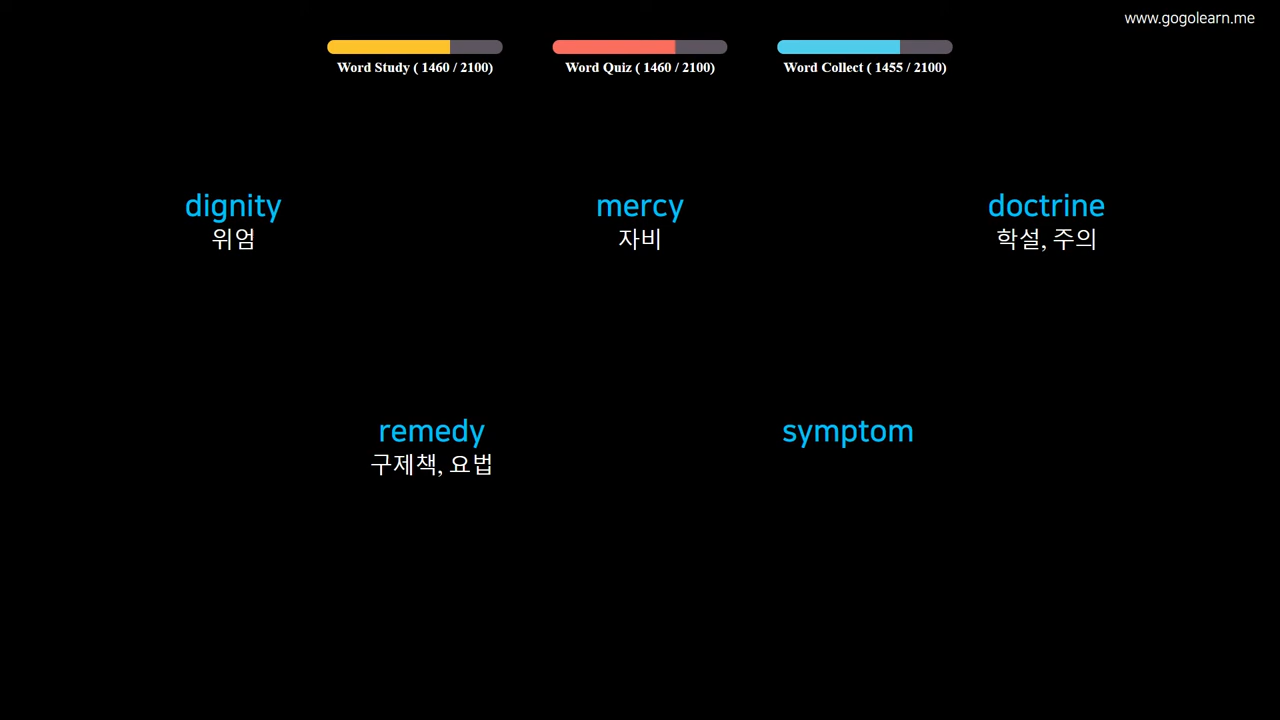 www.gogolearn.me
Word Study ( 1460 / 2100)
Word Quiz ( 1460 / 2100)
Word Collect ( 1455 / 2100)
dignity
위엄
mercy
자비
doctrine
학설, 주의
remedy
구제책, 요법
symptom